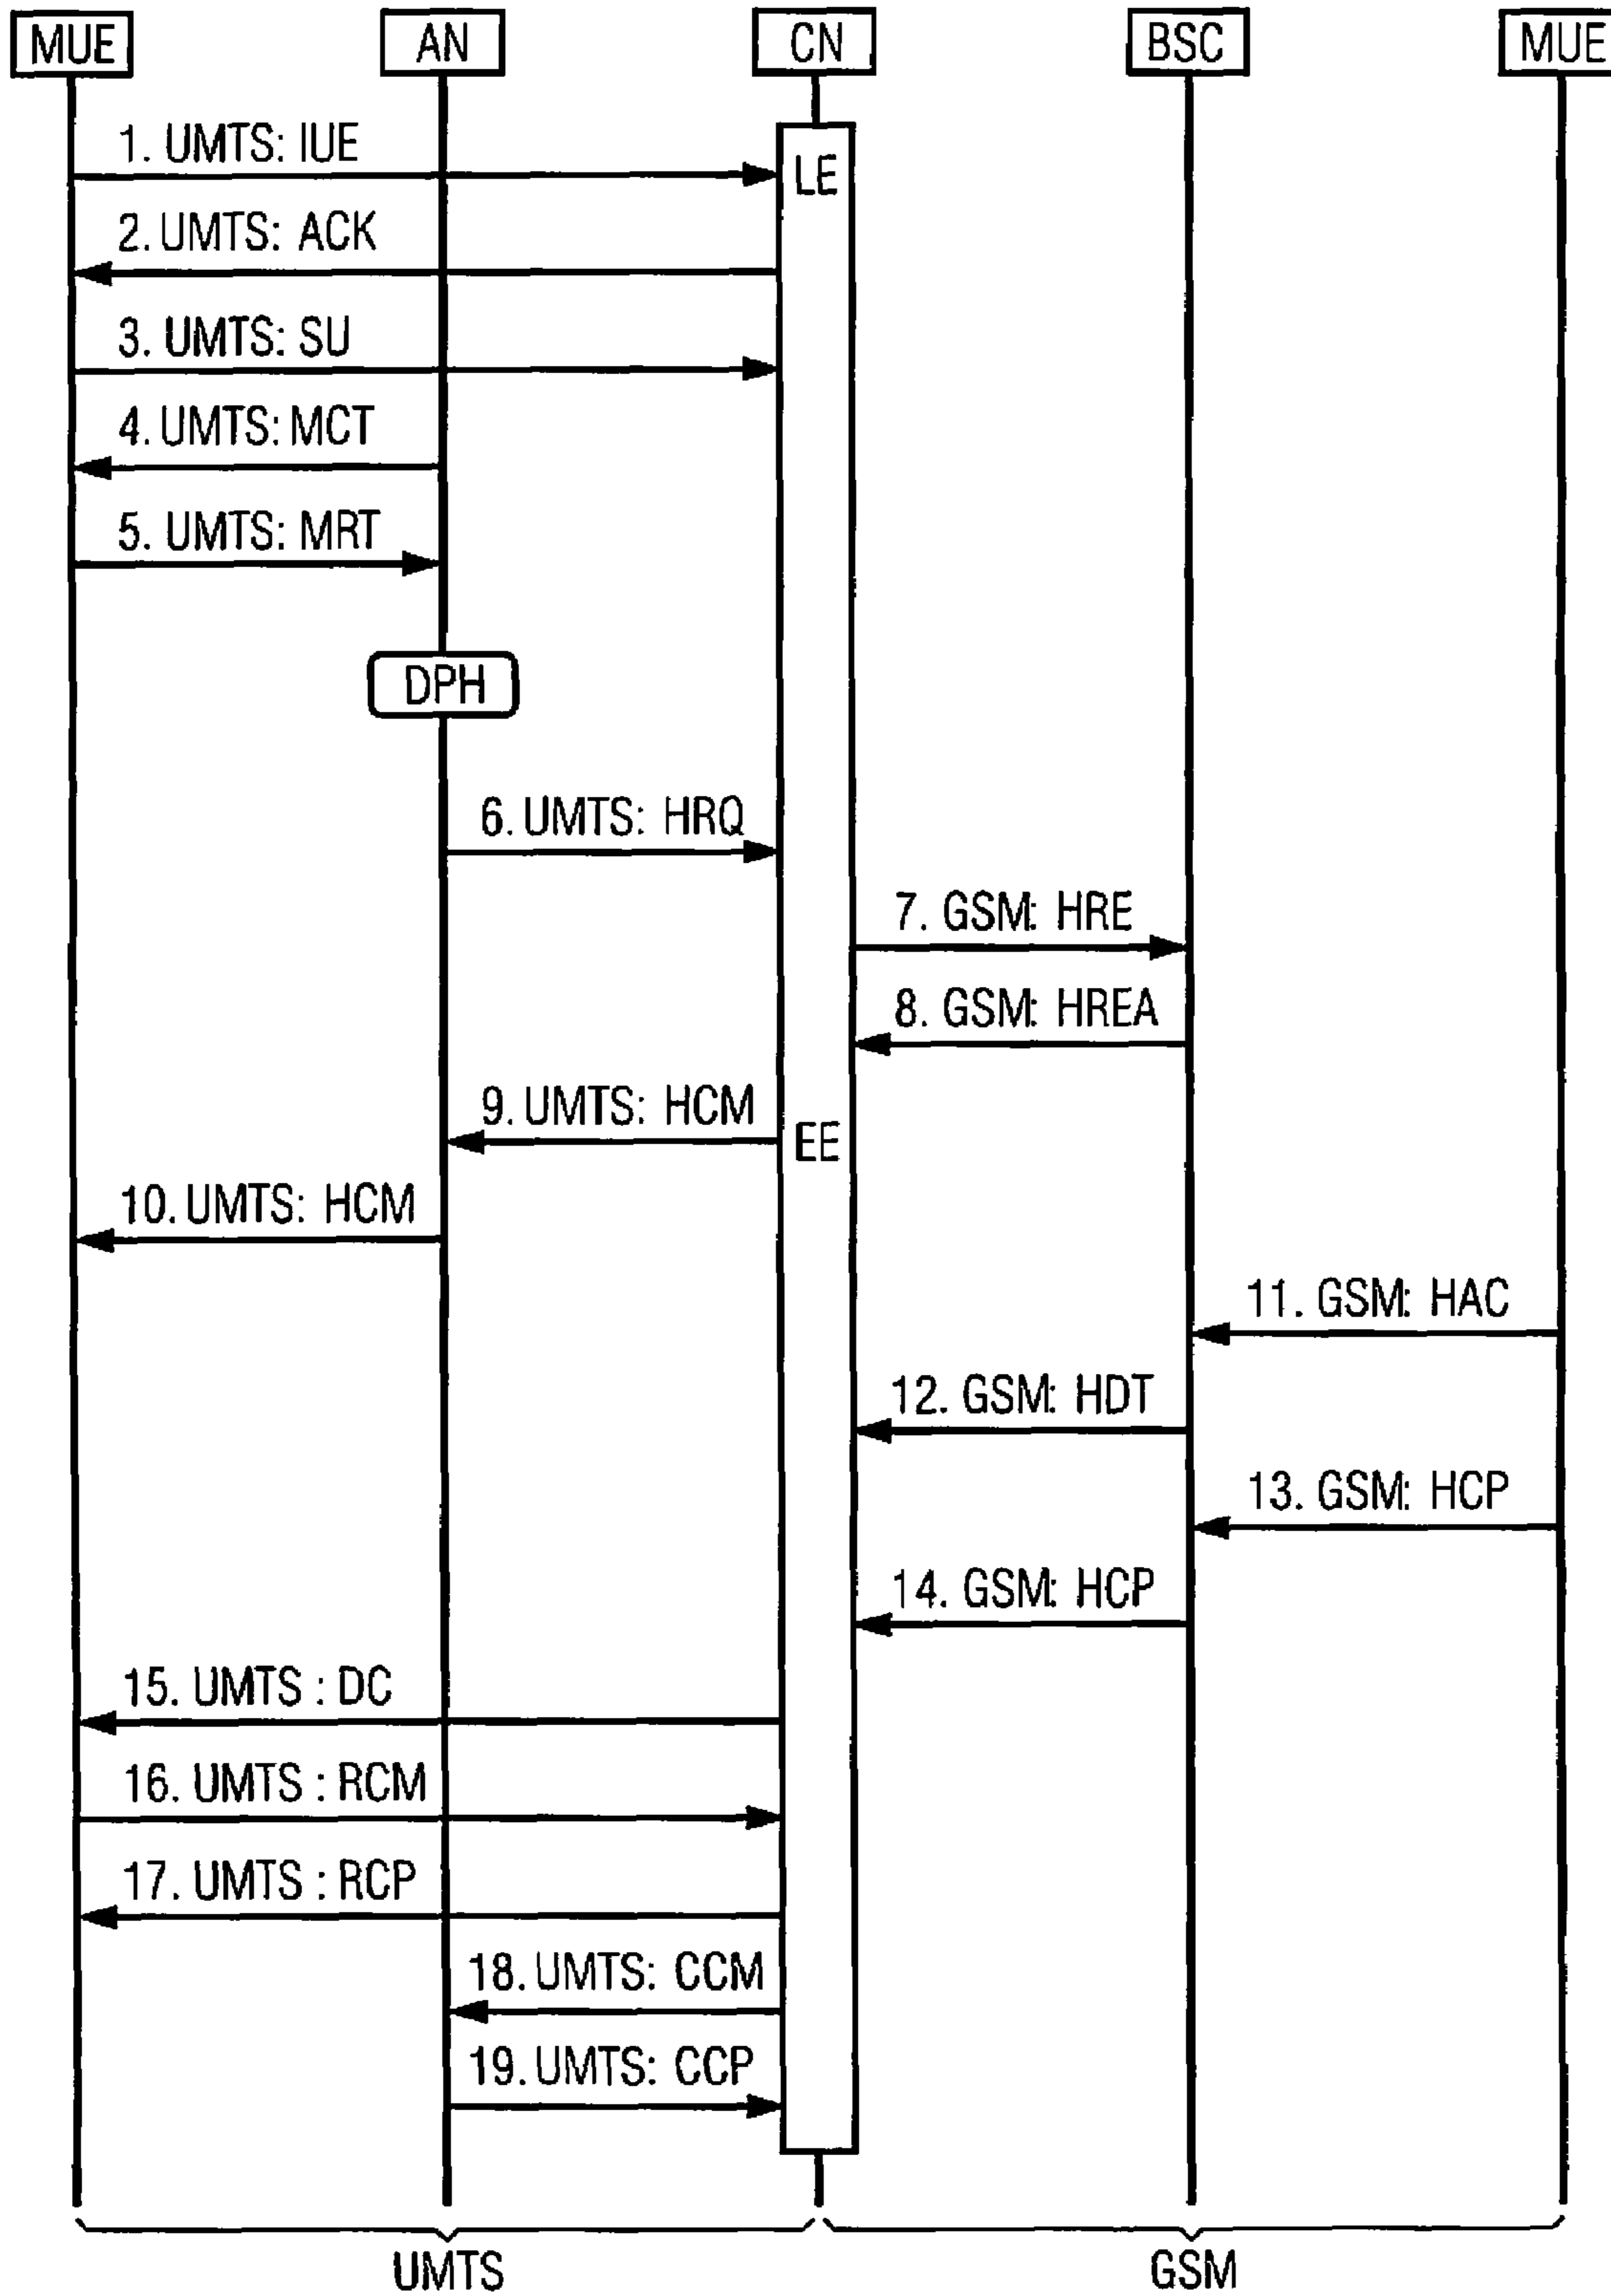 MUE AN CN BSC MUE
1. UMTS: IUE
LE
2. UMTS: ACK
3. UMTS: SU
4. UMTS: MCT
5. UMTS: MRT
DPH
6. UMTS: HRQ
7. GSM: HRE
8. GSM: HREA
9. UMTS: HCM
EE
10. UMTS: HCM
11. GSM: HAC
12. GSM: HDT
13. GSM: HCP
14. GSM: HCP
15. UMTS : DC
16. UMTS : RCM
17. UMTS : RCP
18. UMTS: CCM
19. UMTS: CCP
UMTS GSM